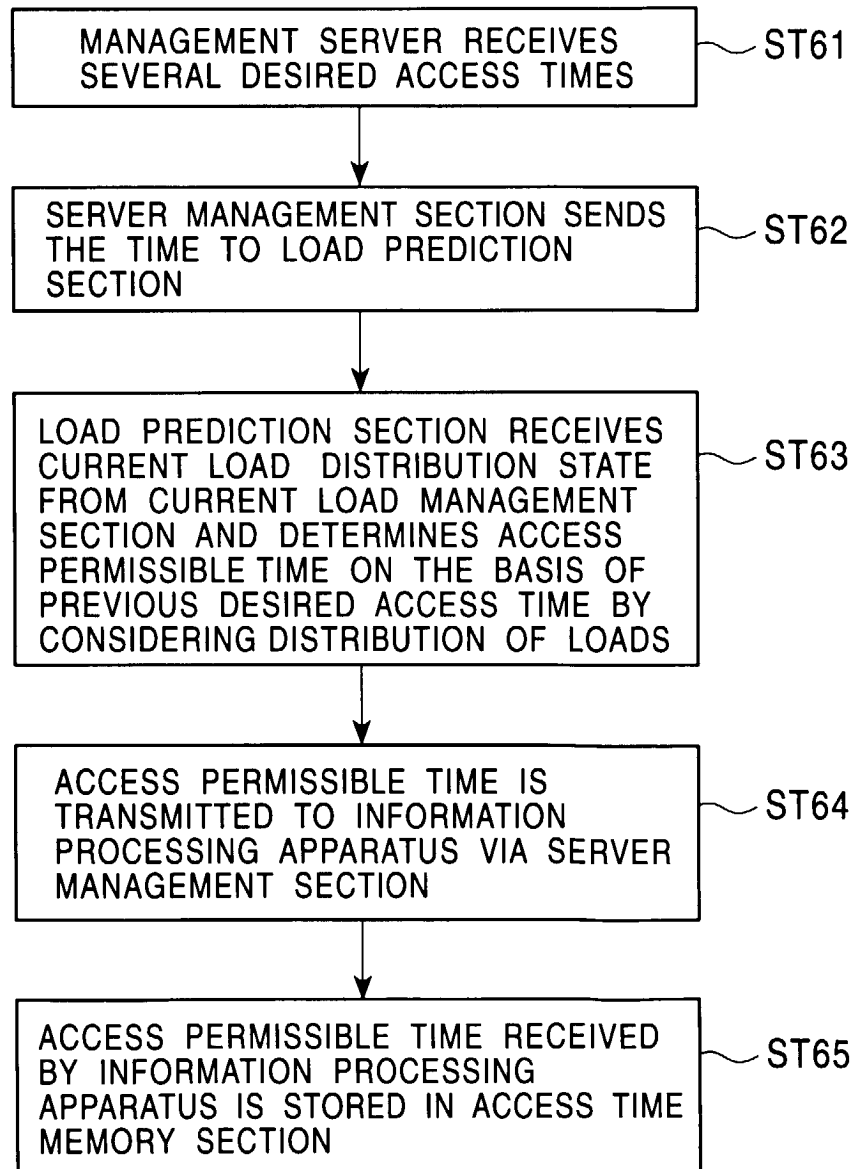 MANAGEMENT SERVER RECEIVES
SEVERAL DESIRED ACCESS TIMES
ST61
SERVER MANAGEMENT SECTION SENDS
THE TIME TO LOAD PREDICTION
SECTION
ST62
LOAD PREDICTION SECTION RECEIVES
CURRENT LOAD DISTRIBUTION STATE
FROM CURRENT LOAD MANAGEMENT
SECTION AND DETERMINES ACCESS
PERMISSIBLE TIME ON THE BASIS OF
PREVIOUS DESIRED ACCESS TIME BY
CONSIDERING DISTRIBUTION OF LOADS
ST63
ACCESS PERMISSIBLE TIME IS
TRANSMITTED TO INFORMATION
PROCESSING APPARATUS VIA SERVER
MANAGEMENT SECTION
ST64
ACCESS PERMISSIBLE TIME RECEIVED
BY INFORMATION PROCESSING
APPARATUS IS STORED IN ACCESS TIME
MEMORY SECTION
ST65